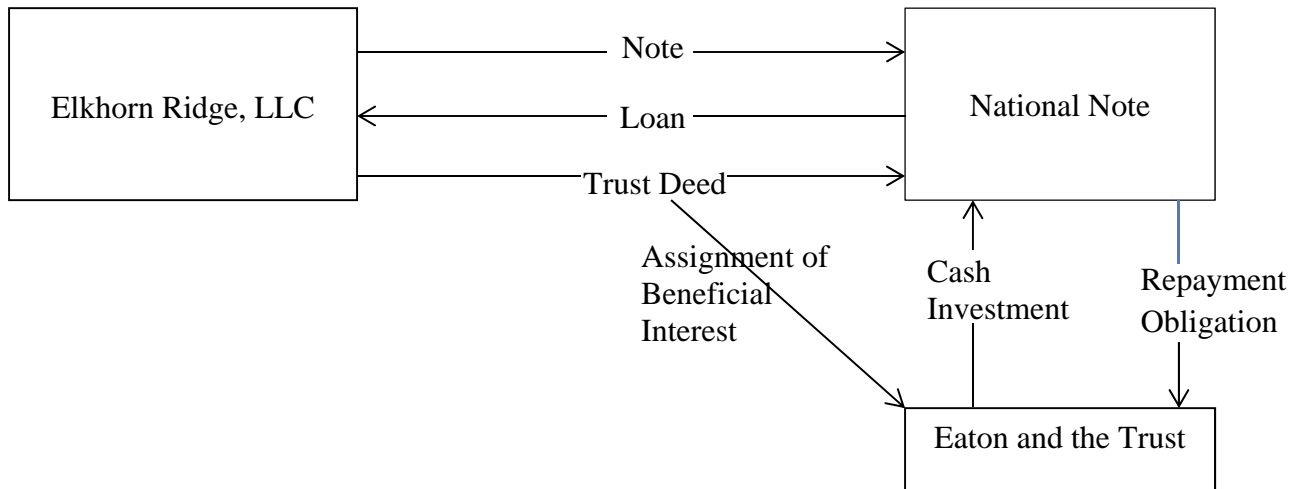 Note
Elkhorn Ridge, LLC
National Note
Loan
Trust Deed
Assignment of
Beneficial
Interest
Cash
Investment
Repayment
Obligation
Eaton and the Trust